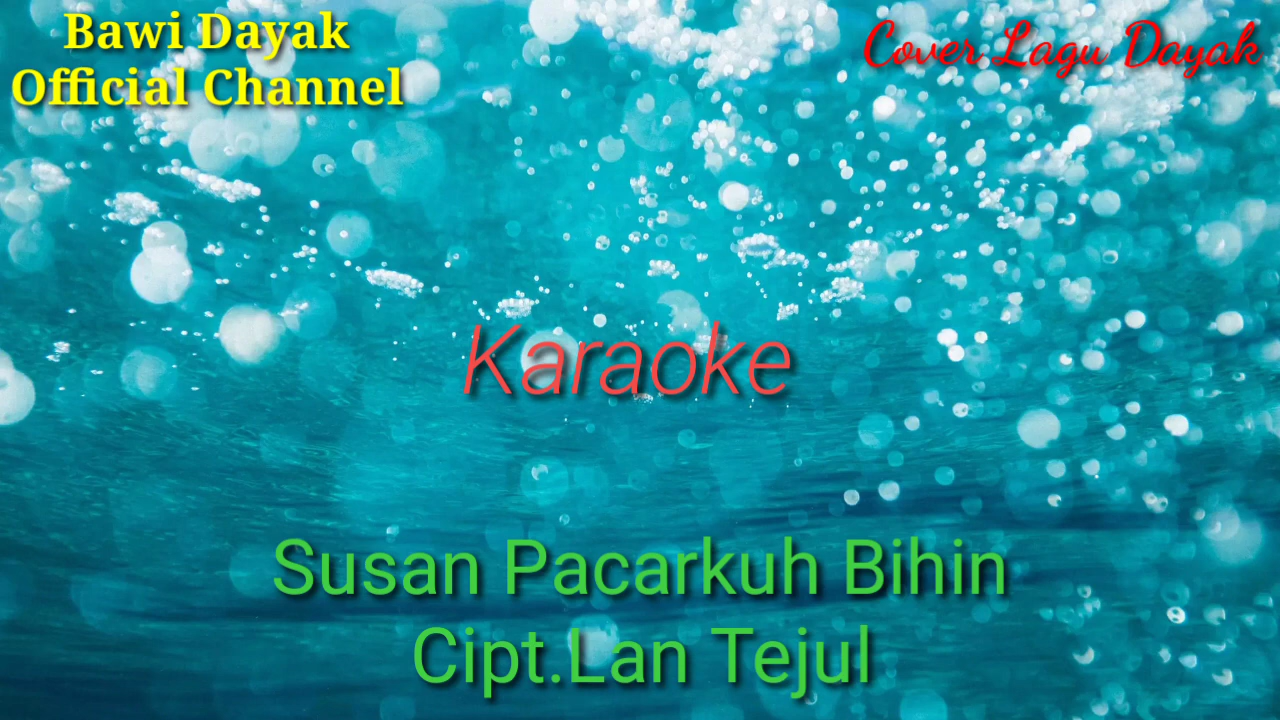 Bawi Dayak
Official Channel
Cover Lagu Dayak
Karaoke
Susan Pacarkuh Bihin
Cipt.Lan Tejul